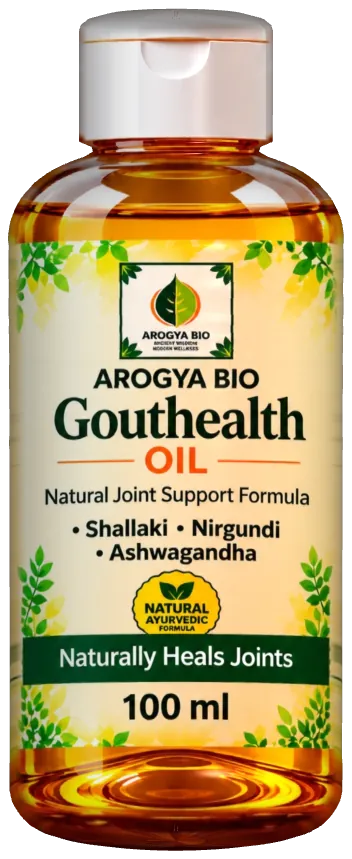 AROGYA BIO
ANCIENT WISDOM
MODERN WELLNESS
AROGYA BIO
Gouthealth
OIL
Natural Joint Support Formula
• Shallaki • Nirgundi
• Ashwagandha
NATURAL
AYURVEDIC
FORMULA
Naturally Heals Joints
100 ml